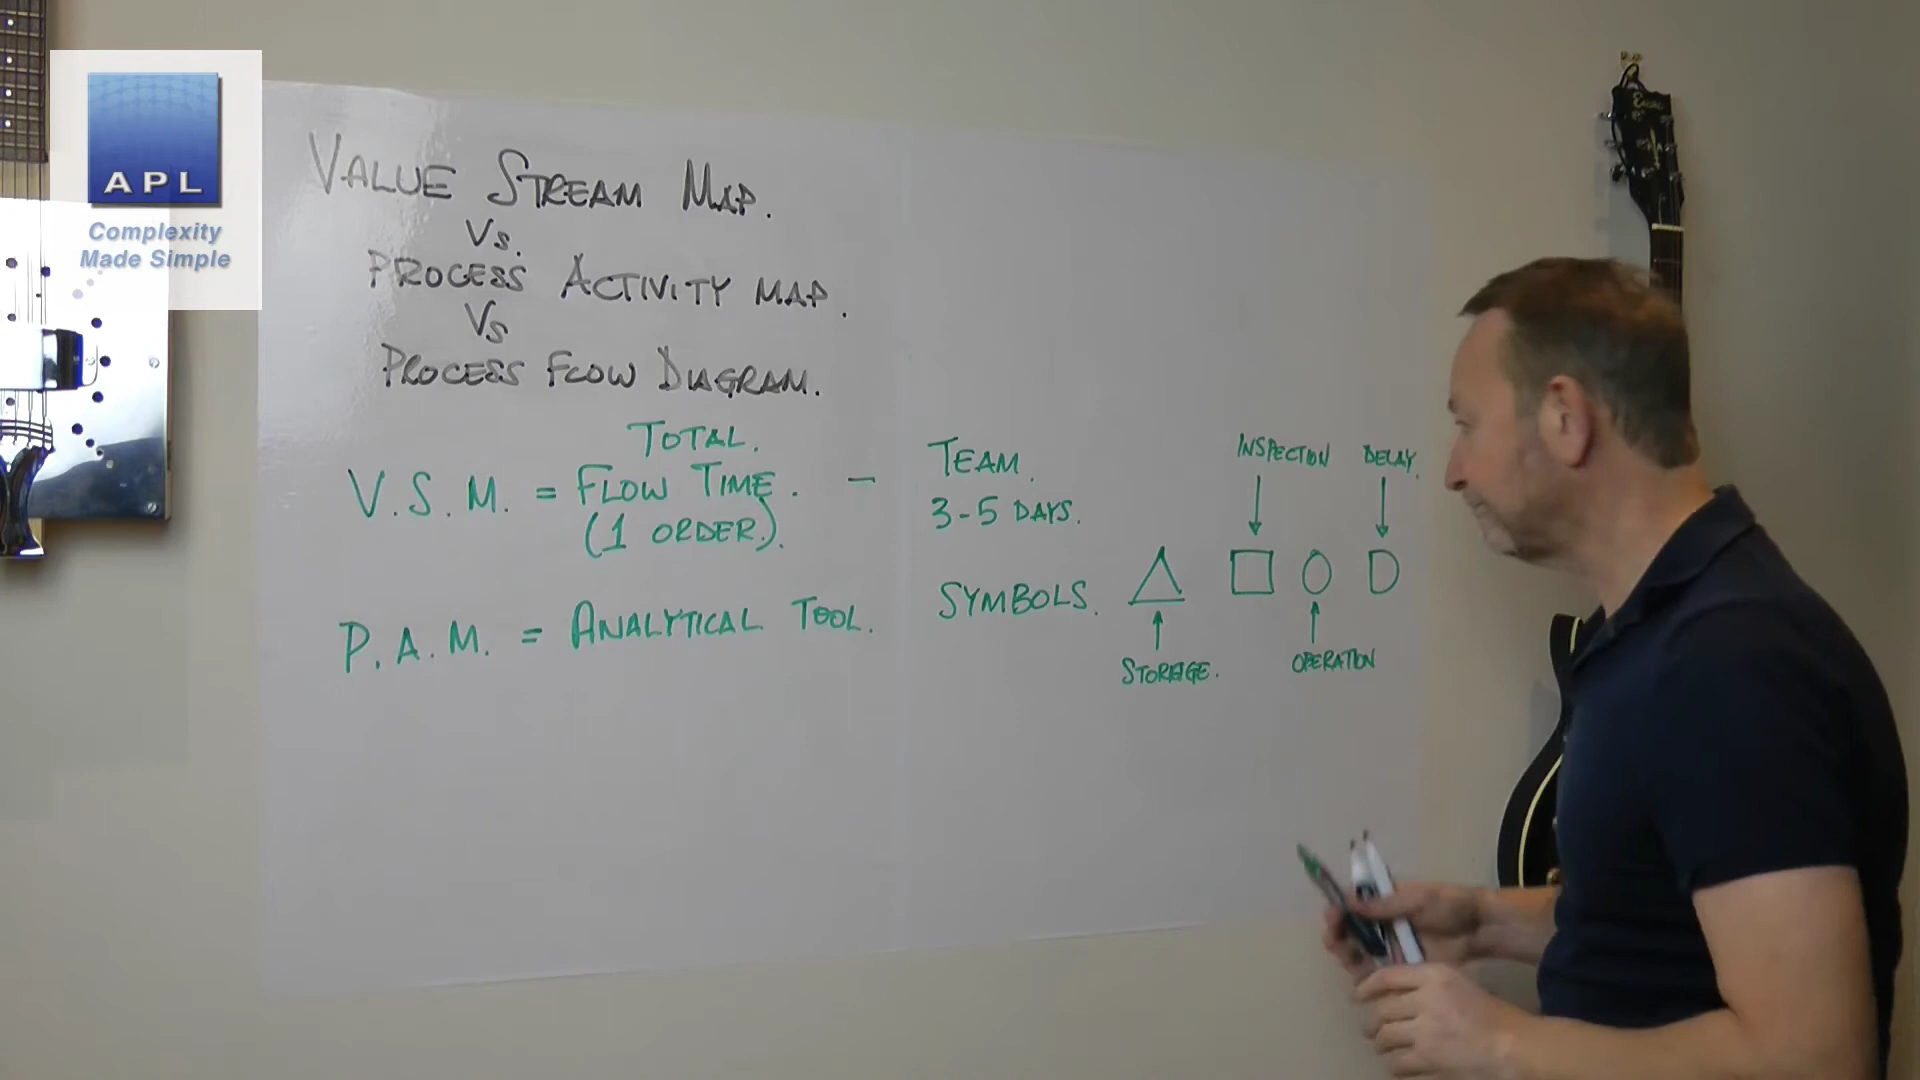 APL
Complexity
Made Simple
VALUE STREAM MAP.
VS.
PROCESS ACTIVITY MAP.
VS
PROCESS FLOW DIAGRAM.
TOTAL.
V.S.M. = FLOW TIME. - TEAM.
(1 ORDER). 3-5 DAYS.
INSPECTION DELAY.
P.A.M. = ANALYTICAL TOOL. SYMBOLS.
STORAGE. OPERATION